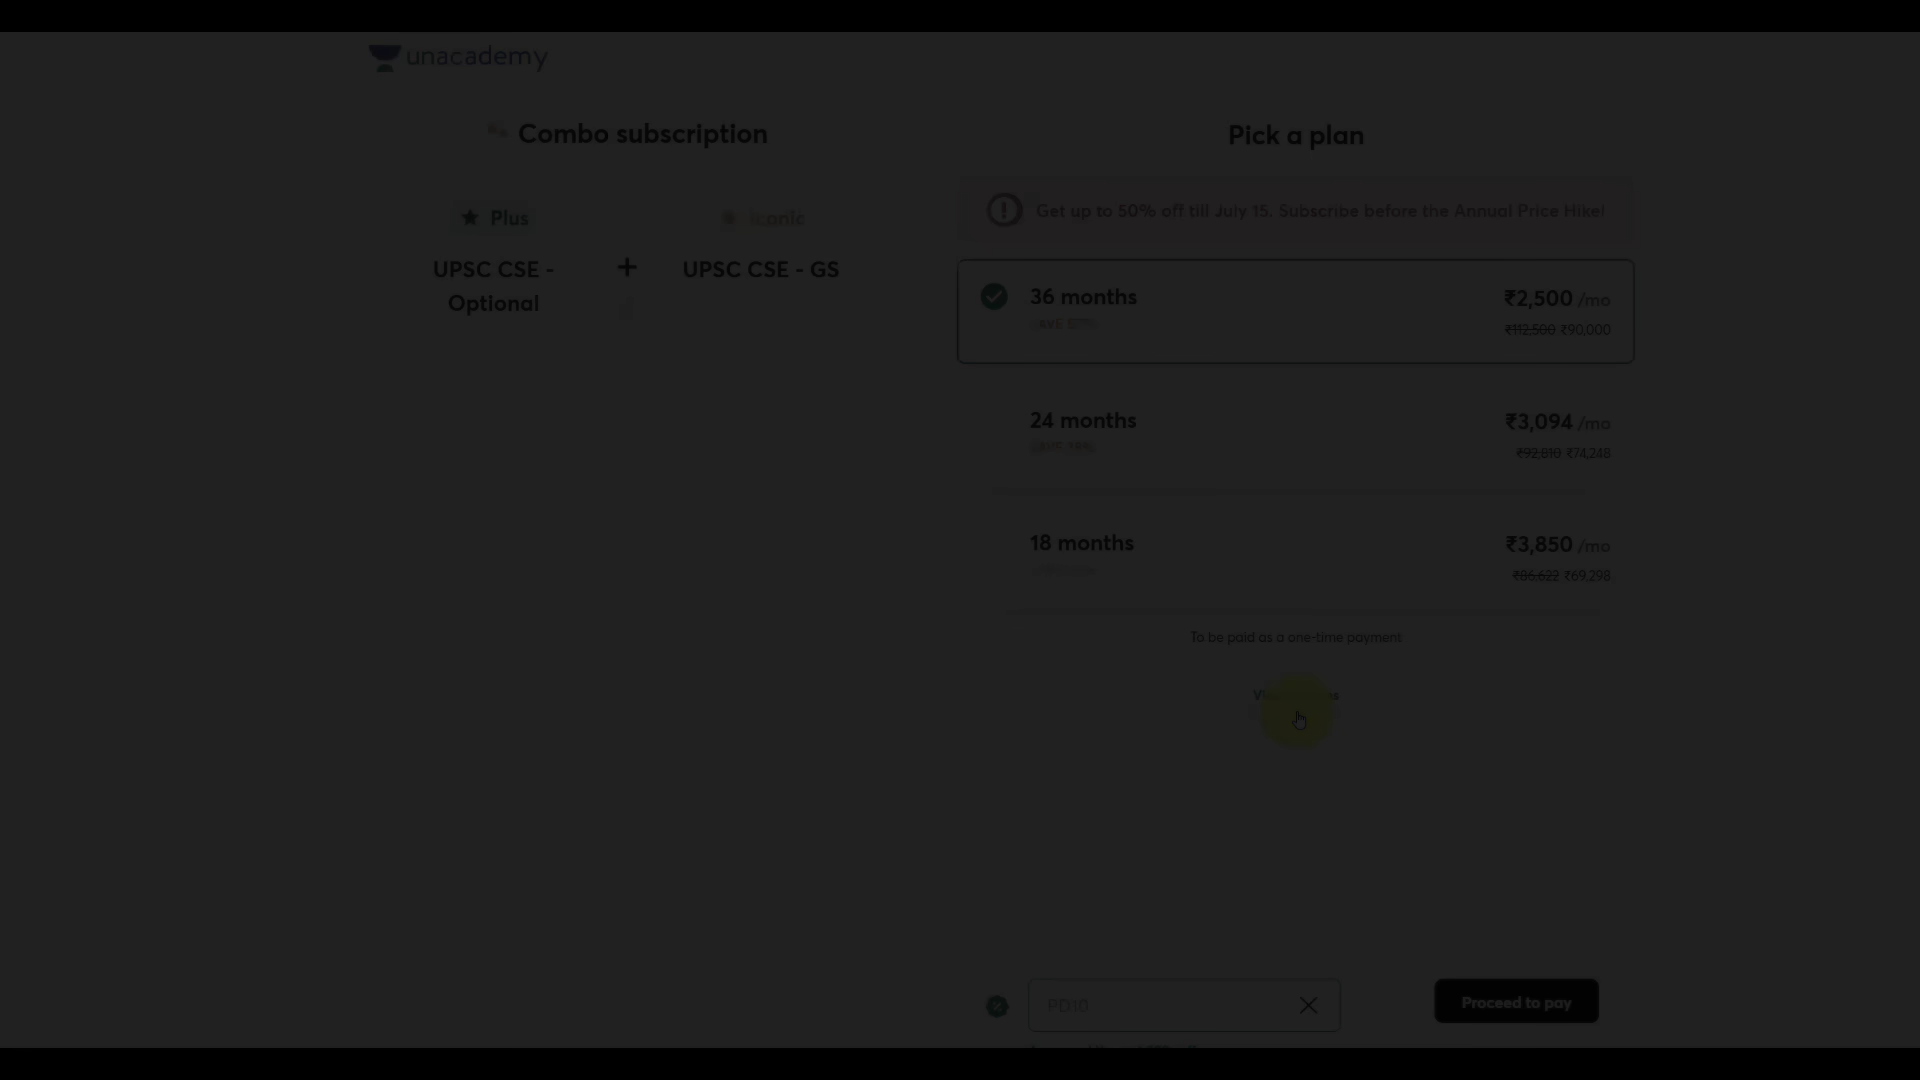 unacademy
Combo subscription
Plus
Iconic
UPSC CSE -
Optional
+
UPSC CSE - GS
Pick a plan
Get up to 50% off till July 15. Subscribe before the Annual Price Hike!
36 months
₹2,500 /mo
₹112,500 ₹90,000
24 months
₹3,094 /mo
₹92,810 ₹74,248
18 months
₹3,850 /mo
₹86,622 ₹69,298
To be paid as a one-time payment
PD10
Proceed to pay